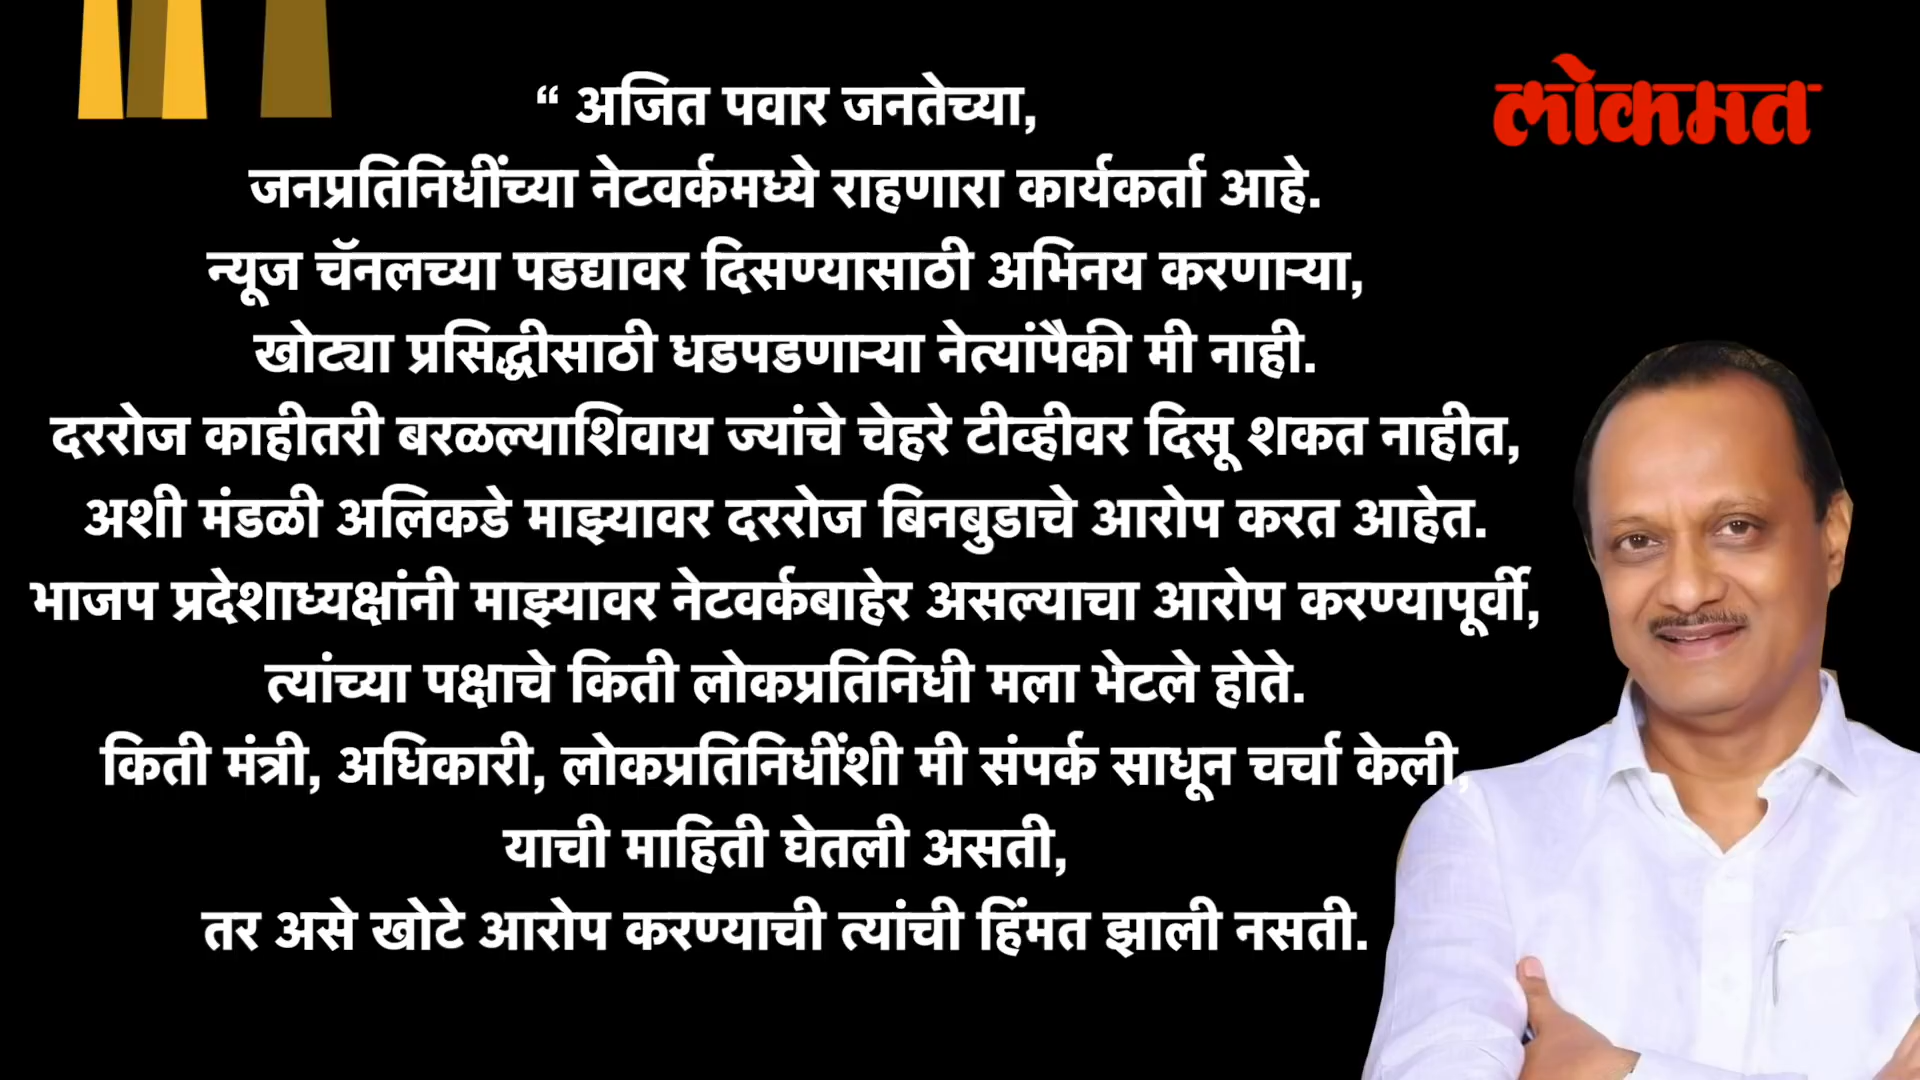 “ अजित पवार जनतेच्या,
लोकमत
जनप्रतिनिधींच्या नेटवर्कमध्ये राहणारा कार्यकर्ता आहे.
न्यूज चॅनलच्या पडद्यावर दिसण्यासाठी अभिनय करणाऱ्या,
खोट्या प्रसिद्धीसाठी धडपडणाऱ्या नेत्यांपैकी मी नाही.
दररोज काहीतरी बरळल्याशिवाय ज्यांचे चेहरे टीव्हीवर दिसू शकत नाहीत,
अशी मंडळी अलिकडे माझ्यावर दररोज बिनबुडाचे आरोप करत आहेत.
भाजप प्रदेशाध्यक्षांनी माझ्यावर नेटवर्कबाहेर असल्याचा आरोप करण्यापूर्वी,
त्यांच्या पक्षाचे किती लोकप्रतिनिधी मला भेटले होते.
किती मंत्री, अधिकारी, लोकप्रतिनिधींशी मी संपर्क साधून चर्चा केली,
याची माहिती घेतली असती,
तर असे खोटे आरोप करण्याची त्यांची हिंमत झाली नसती.